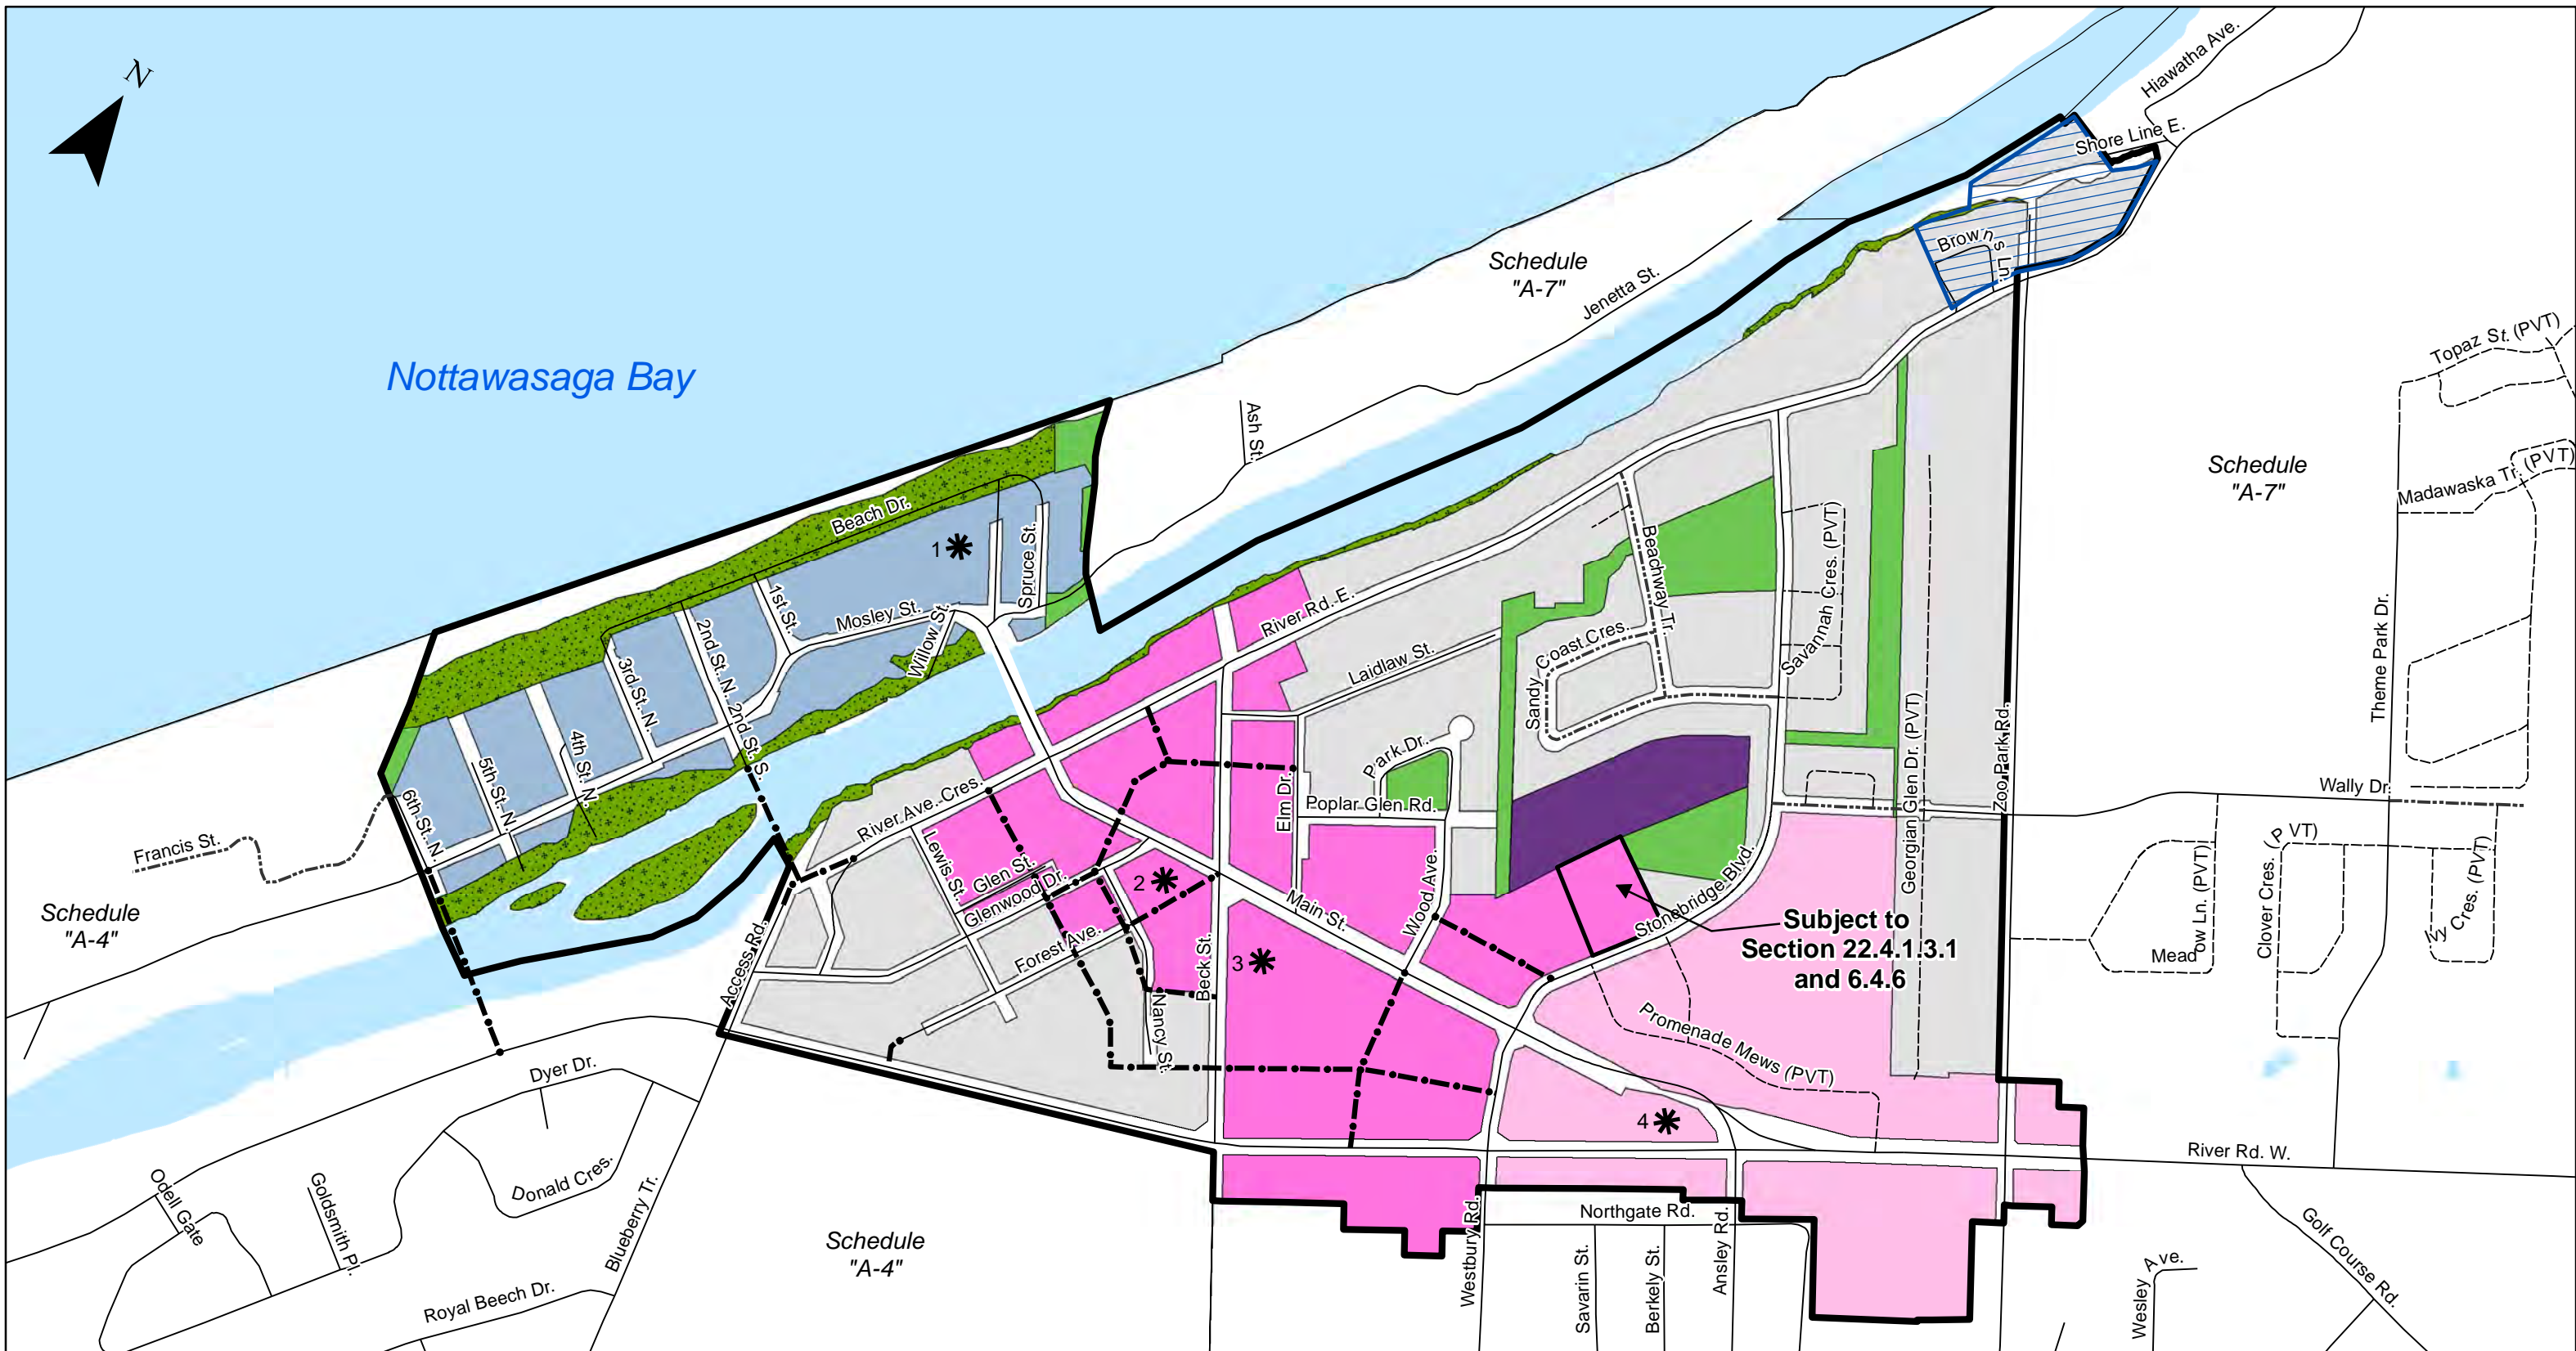 N
Hiawatha Ave.
Shore Line E.
Schedule
"A-7"
Jenetta St.
Browns Ln.
Topaz St. (PVT)
Nottawasaga Bay
Ash St.
Schedule
"A-7"
Madawaska Tr. (PVT)
Beach Dr.
1
Spruce St.
Beachway Tr.
Savannah Cres. (PVT)
1st St.
Mosley St.
Willow St.
River Rd. E.
2nd St. N.
3rd St. N.
Laidlaw St.
Sandy Coast Cres.
Theme Park Dr.
2nd St. S.
4th St. N.
5th St. N.
6th St. N.
Park Dr.
Georgian Glen Dr. (PVT)
Zoo Park Rd.
Wally Dr.
Francis St.
River Ave. Cres.
Elm Dr.
Poplar Glen Rd.
Lewis St.
Glen St.
Glenwood Dr.
2
Main St.
Wood Ave.
Stonebridge Blvd.
Clover Cres. (PVT)
Meadow Ln. (PVT)
Ivy Cres. (PVT)
Schedule
"A-4"
Subject to
Section 22.4.1.3.1
and 6.4.6
Access Rd.
Forest Ave.
Beck St.
3
Nancy St.
Promenade Mews (PVT)
Dyer Dr.
4
River Rd. W.
Odell Gate
Goldsmith Pl.
Donald Cres.
Blueberry Tr.
Schedule
"A-4"
Westbury Rd.
Northgate Rd.
Ansley Rd.
Savarin St.
Berkely St.
Golf Course Rd.
Wesley Ave.
Royal Beech Dr.